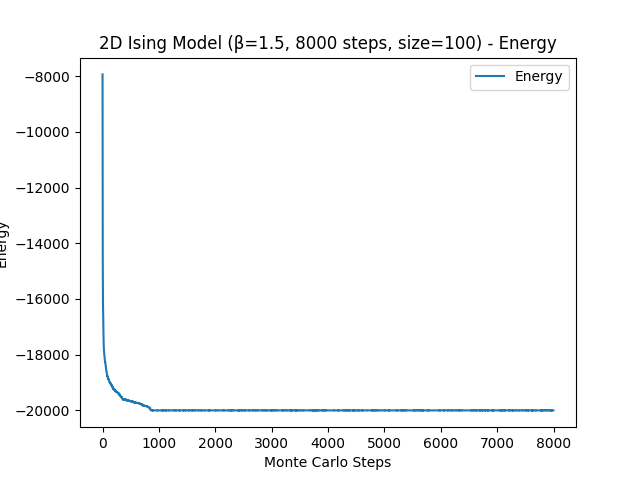 2D Ising Model (β=1.5, 8000 steps, size=100) - Energy
Energy
−8000
−10000
−12000
−14000
−16000
−18000
−20000
Energy
0 1000 2000 3000 4000 5000 6000 7000 8000
Monte Carlo Steps